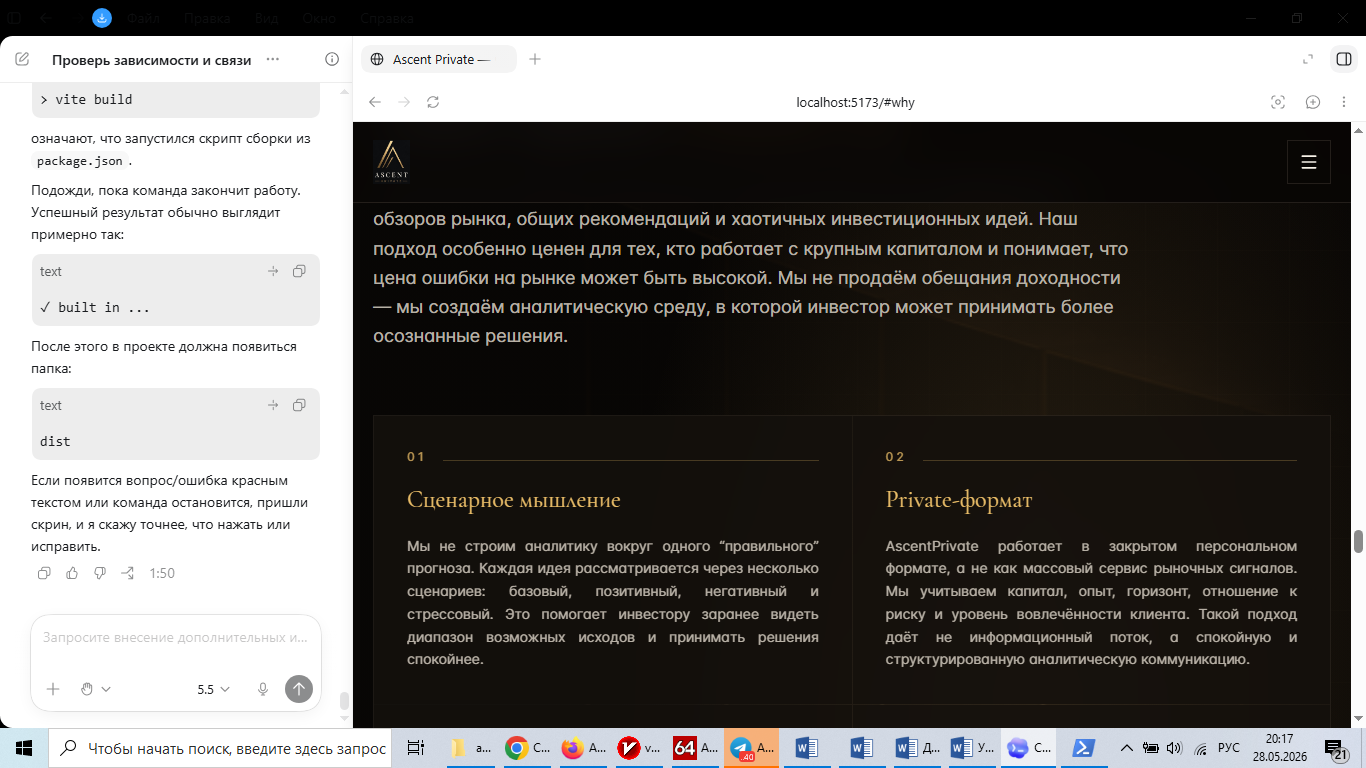 Файл Правка Вид Окно Справка
Проверь зависимости и связи ···
Ascent Private —
localhost:5173/#why
> vite build
означают, что запустился скрипт сборки из
package.json .
Подожди, пока команда закончит работу.
Успешный результат обычно выглядит
примерно так:
text
✓ built in ...
После этого в проекте должна появиться
папка:
text
dist
Если появится вопрос/ошибка красным
текстом или команда остановится, пришли
скрин, и я скажу точнее, что нажать или
исправить.
1:50
Запросите внесение дополнительных и...
5.5
ASCENT
обзоров рынка, общих рекомендаций и хаотичных инвестиционных идей. Наш
подход особенно ценен для тех, кто работает с крупным капиталом и понимает, что
цена ошибки на рынке может быть высокой. Мы не продаём обещания доходности
— мы создаём аналитическую среду, в которой инвестор может принимать более
осознанные решения.
01
Сценарное мышление
Мы не строим аналитику вокруг одного “правильного”
прогноза. Каждая идея рассматривается через несколько
сценариев: базовый, позитивный, негативный и
стрессовый. Это помогает инвестору заранее видеть
диапазон возможных исходов и принимать решения
спокойнее.
02
Private-формат
AscentPrivate работает в закрытом персональном
формате, а не как массовый сервис рыночных сигналов.
Мы учитываем капитал, опыт, горизонт, отношение к
риску и уровень вовлечённости клиента. Такой подход
даёт не информационный поток, а спокойную и
структурированную аналитическую коммуникацию.
Чтобы начать поиск, введите здесь запрос
а... С... А... v... 64 А... .40 А... Д... У... С...
РУС
20:17
28.05.2026
21